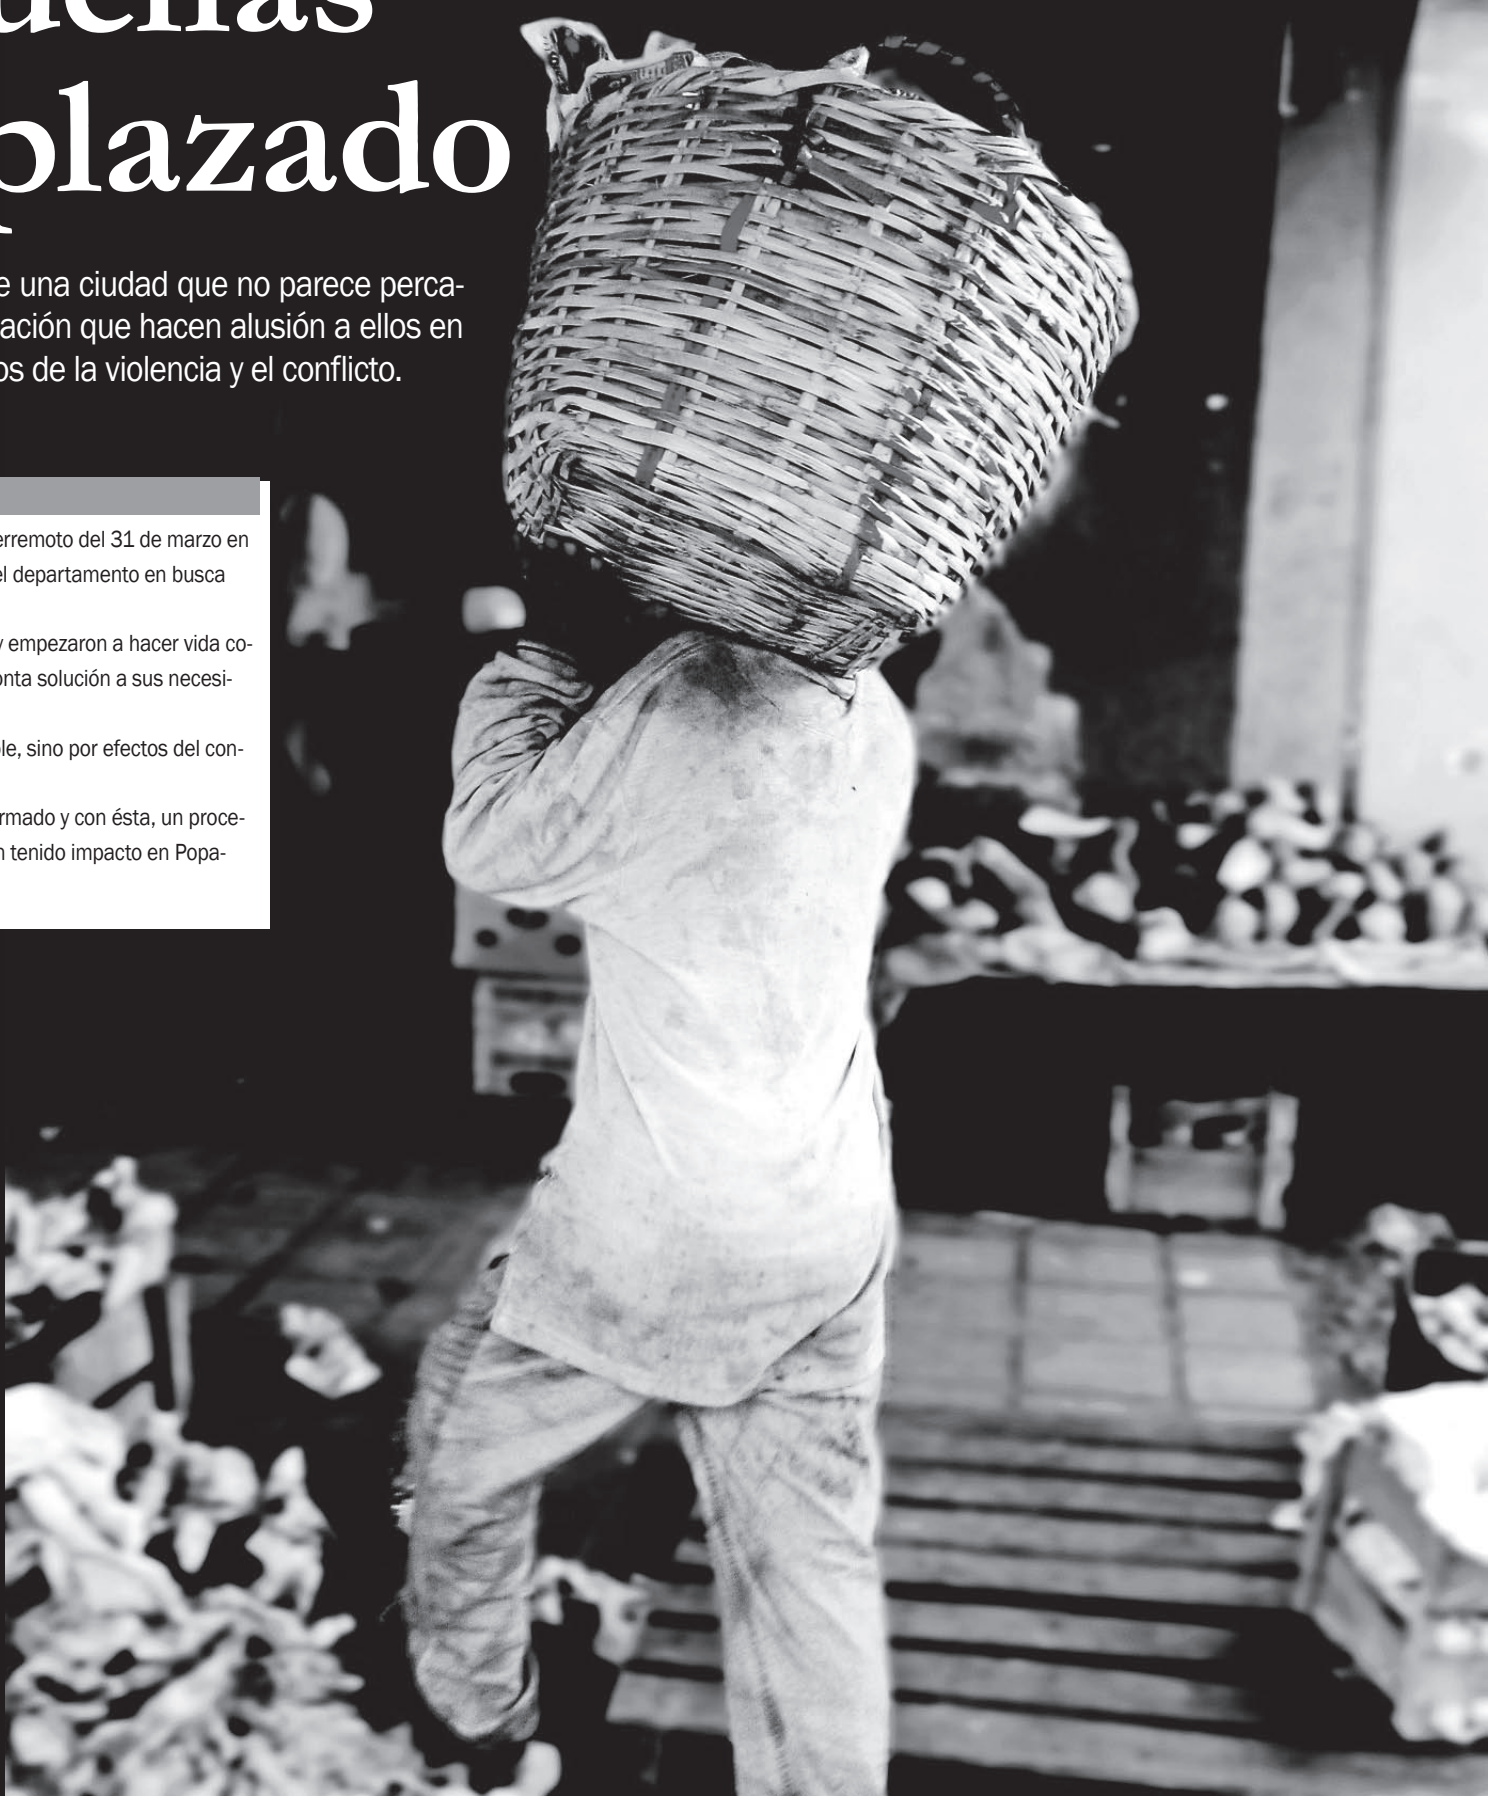 plazado
e una ciudad que no parece perca-
ación que hacen alusión a ellos en
os de la violencia y el conflicto.
erremoto del 31 de marzo en
el departamento en busca
y empezaron a hacer vida co-
onta solución a sus necesi-
le, sino por efectos del con-
rmado y con ésta, un proce-
n tenido impacto en Popa-